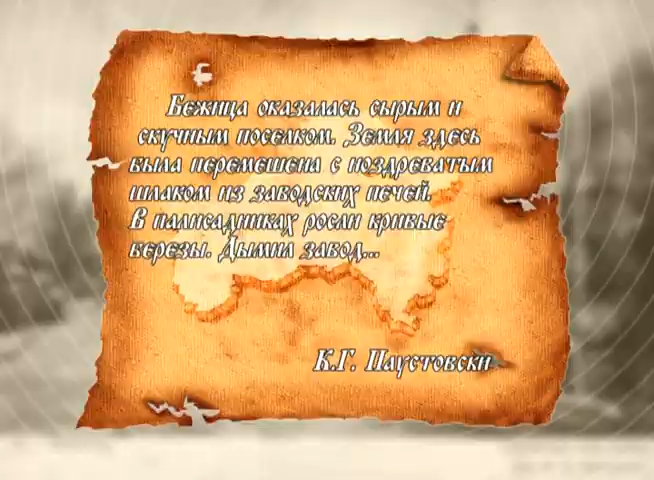 Бежица оказалась сырым и
скучным поселком. Земля здесь
была перемешена с ноздреватым
шлаком из заводских печей.
В палисадниках росли кривые
березы. Дымил завод...
К.Г. Паустовски